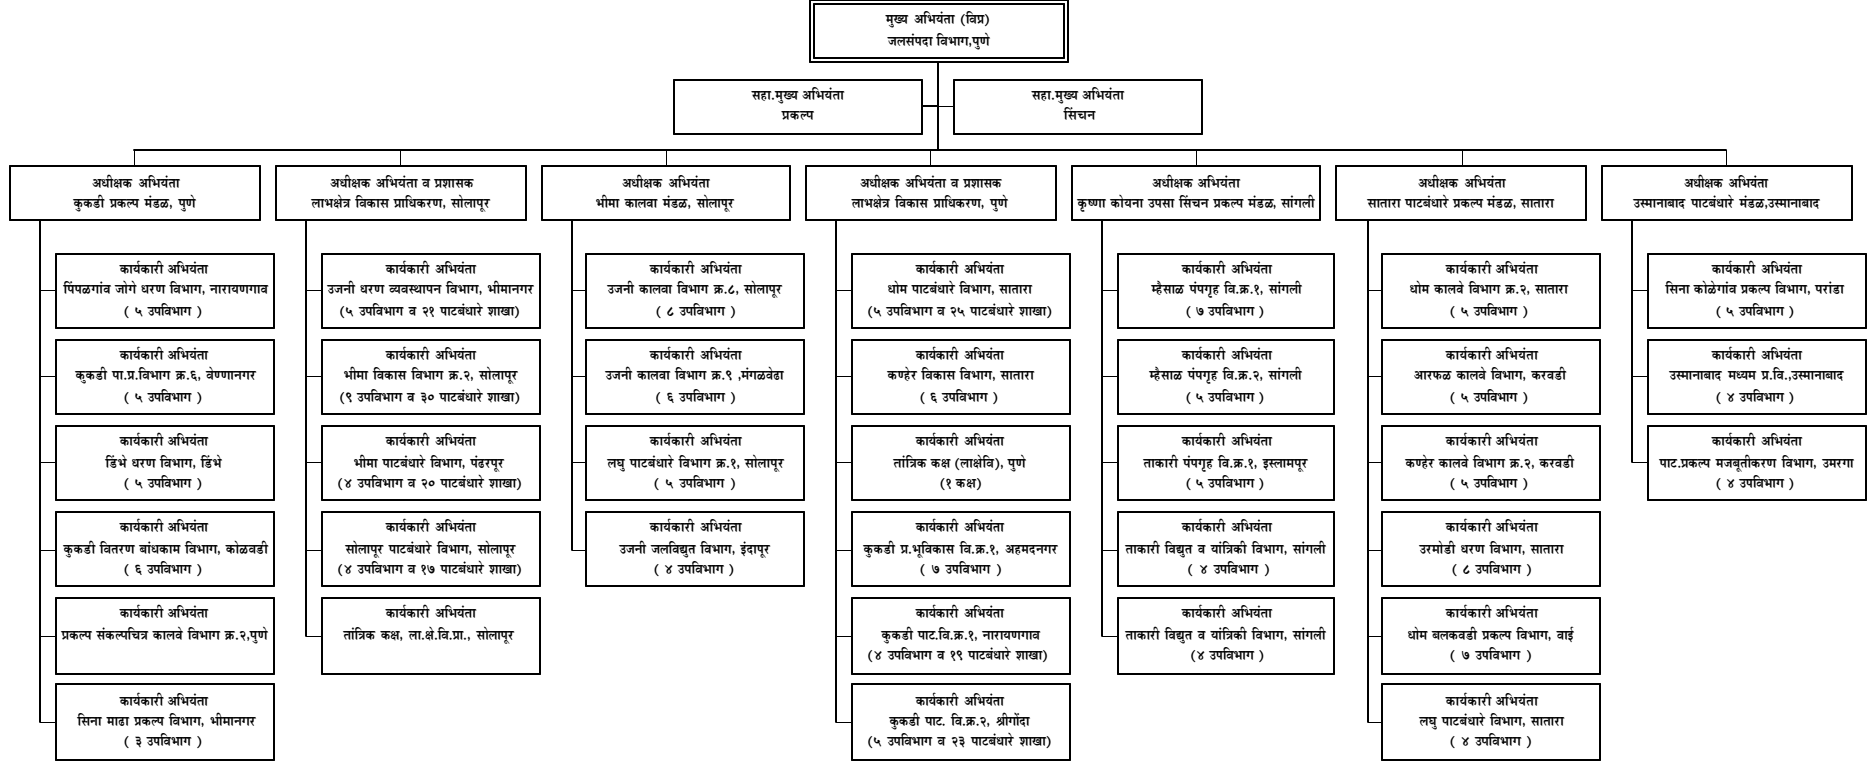 मुख्य अभियंता (विप्र)
जलसंपदा विभाग,पुणे
सहा.मुख्य अभियंता
प्रकल्प
सहा.मुख्य अभियंता
सिंचन
अधीक्षक अभियंता
कुकडी प्रकल्प मंडळ, पुणे
कार्यकारी अभियंता
पिंपळगांव जोगे धरण विभाग, नारायणगाव
( ५ उपविभाग )
कार्यकारी अभियंता
कुकडी पा.प्र.विभाग क्र.६, वेण्णानगर
( ५ उपविभाग )
कार्यकारी अभियंता
डिंभे धरण विभाग, डिंभे
( ५ उपविभाग )
कार्यकारी अभियंता
कुकडी वितरण बांधकाम विभाग, कोळवडी
( ६ उपविभाग )
कार्यकारी अभियंता
प्रकल्प संकल्पचित्र कालवे विभाग क्र.२,पुणे
कार्यकारी अभियंता
सिना माढा प्रकल्प विभाग, भीमानगर
( ३ उपविभाग )
अधीक्षक अभियंता व प्रशासक
लाभक्षेत्र विकास प्राधिकरण, सोलापूर
कार्यकारी अभियंता
उजनी धरण व्यवस्थापन विभाग, भीमानगर
(५ उपविभाग व २१ पाटबंधारे शाखा)
कार्यकारी अभियंता
भीमा विकास विभाग क्र.२, सोलापूर
(९ उपविभाग व ३० पाटबंधारे शाखा)
कार्यकारी अभियंता
भीमा पाटबंधारे विभाग, पंढरपूर
(४ उपविभाग व २० पाटबंधारे शाखा)
कार्यकारी अभियंता
सोलापूर पाटबंधारे विभाग, सोलापूर
(४ उपविभाग व १७ पाटबंधारे शाखा)
कार्यकारी अभियंता
तांत्रिक कक्ष, ला.क्षे.वि.प्रा., सोलापूर
अधीक्षक अभियंता
भीमा कालवा मंडळ, सोलापूर
कार्यकारी अभियंता
उजनी कालवा विभाग क्र.८, सोलापूर
( ८ उपविभाग )
कार्यकारी अभियंता
उजनी कालवा विभाग क्र.९ ,मंगळवेढा
( ६ उपविभाग )
कार्यकारी अभियंता
लघु पाटबंधारे विभाग क्र.१, सोलापूर
( ५ उपविभाग )
कार्यकारी अभियंता
उजनी जलविद्युत विभाग, इंदापूर
( ४ उपविभाग )
अधीक्षक अभियंता व प्रशासक
लाभक्षेत्र विकास प्राधिकरण, पुणे
कार्यकारी अभियंता
धोम पाटबंधारे विभाग, सातारा
(५ उपविभाग व २५ पाटबंधारे शाखा)
कार्यकारी अभियंता
कण्हेर विकास विभाग, सातारा
( ६ उपविभाग )
कार्यकारी अभियंता
तांत्रिक कक्ष (लाक्षेवि), पुणे
(१ कक्ष)
कार्यकारी अभियंता
कुकडी प्र.भूविकास वि.क्र.१, अहमदनगर
( ७ उपविभाग )
कार्यकारी अभियंता
कुकडी पाट.वि.क्र.१, नारायणगाव
(४ उपविभाग व १९ पाटबंधारे शाखा)
कार्यकारी अभियंता
कुकडी पाट. वि.क्र.२, श्रीगोंदा
(५ उपविभाग व २३ पाटबंधारे शाखा)
अधीक्षक अभियंता
कृष्णा कोयना उपसा सिंचन प्रकल्प मंडळ, सांगली
कार्यकारी अभियंता
म्हैसाळ पंपगृह वि.क्र.१, सांगली
( ७ उपविभाग )
कार्यकारी अभियंता
म्हैसाळ पंपगृह वि.क्र.२, सांगली
( ५ उपविभाग )
कार्यकारी अभियंता
ताकारी पंपगृह वि.क्र.१, इस्लामपूर
( ५ उपविभाग )
कार्यकारी अभियंता
ताकारी विद्युत व यांत्रिकी विभाग, सांगली
( ४ उपविभाग )
कार्यकारी अभियंता
ताकारी विद्युत व यांत्रिकी विभाग, सांगली
(४ उपविभाग )
अधीक्षक अभियंता
सातारा पाटबंधारे प्रकल्प मंडळ, सातारा
कार्यकारी अभियंता
धोम कालवे विभाग क्र.२, सातारा
( ५ उपविभाग )
कार्यकारी अभियंता
आरफळ कालवे विभाग, करवडी
( ५ उपविभाग )
कार्यकारी अभियंता
कण्हेर कालवे विभाग क्र.२, करवडी
( ५ उपविभाग )
कार्यकारी अभियंता
उरमोडी धरण विभाग, सातारा
( ८ उपविभाग )
कार्यकारी अभियंता
धोम बलकवडी प्रकल्प विभाग, वाई
( ७ उपविभाग )
कार्यकारी अभियंता
लघु पाटबंधारे विभाग, सातारा
( ४ उपविभाग )
अधीक्षक अभियंता
उस्मानाबाद पाटबंधारे मंडळ,उस्मानाबाद
कार्यकारी अभियंता
सिना कोळेगांव प्रकल्प विभाग, परांडा
( ५ उपविभाग )
कार्यकारी अभियंता
उस्मानाबाद मध्यम प्र.वि.,उस्मानाबाद
( ४ उपविभाग )
कार्यकारी अभियंता
पाट.प्रकल्प मजबूतीकरण विभाग, उमरगा
( ४ उपविभाग )